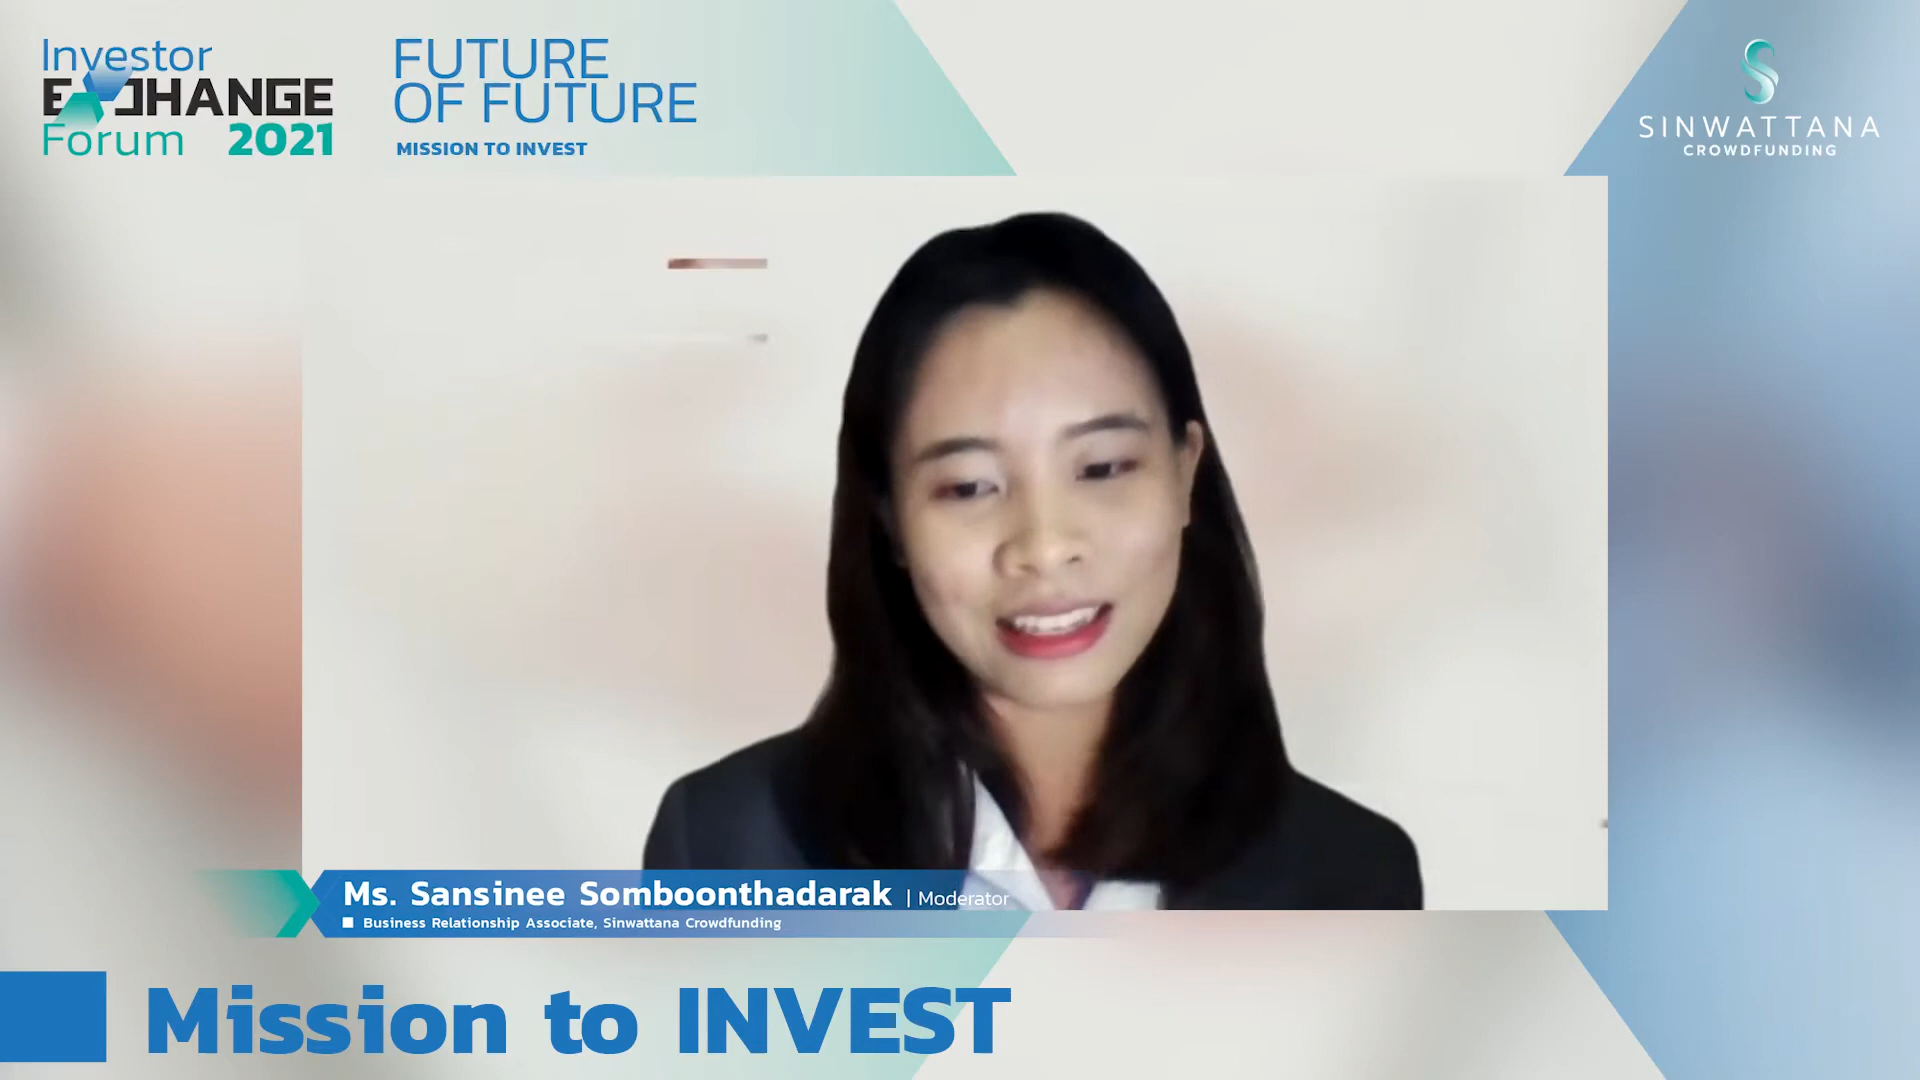 Investor
EXCHANGE
Forum 2021
FUTURE
OF FUTURE
MISSION TO INVEST
SINWATTANA
CROWDFUNDING
Ms. Sansinee Somboonthadarak | Moderator
Business Relationship Associate, Sinwattana Crowdfunding
Mission to INVEST